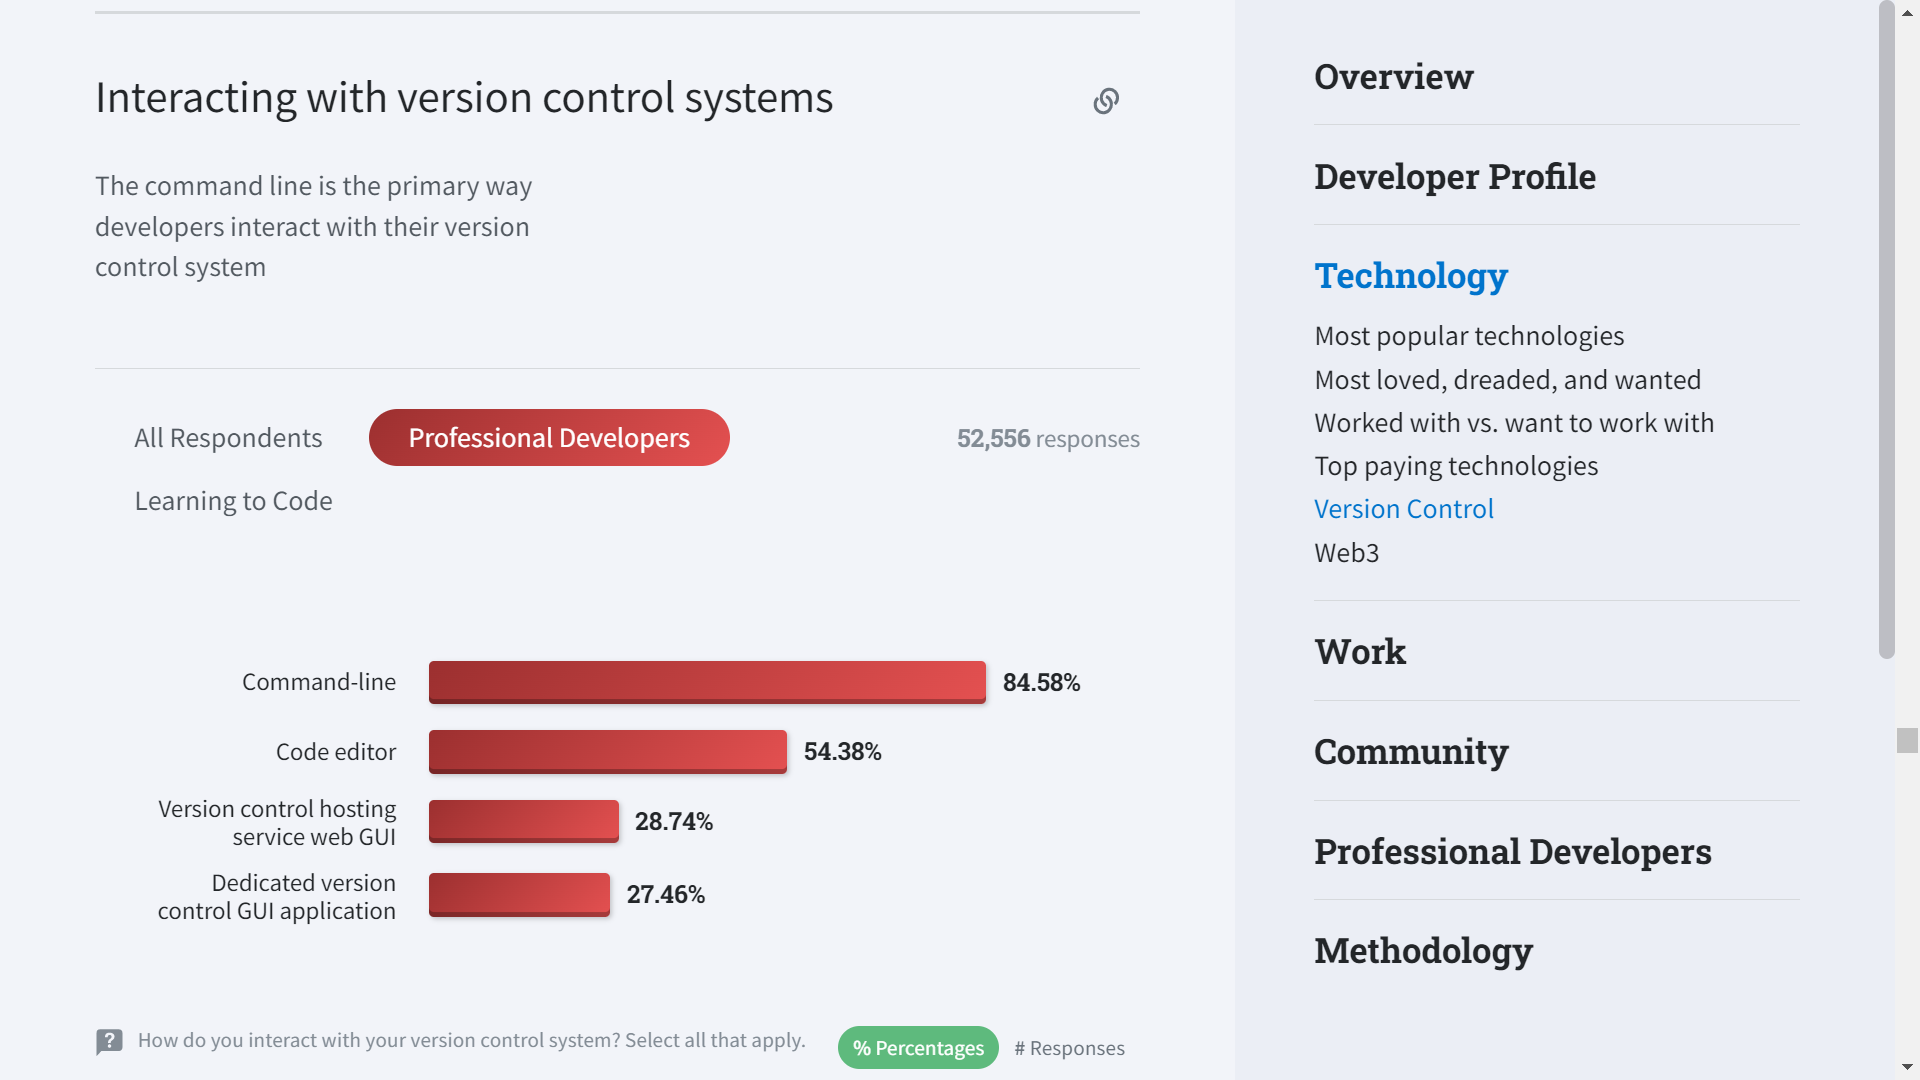 Interacting with version control systems
The command line is the primary way
developers interact with their version
control system
All Respondents
Professional Developers
52,556 responses
Learning to Code
Command-line
84.58%
Code editor
54.38%
Version control hosting
service web GUI
28.74%
Dedicated version
control GUI application
27.46%
How do you interact with your version control system? Select all that apply.
% Percentages
# Responses
Overview
Developer Profile
Technology
Most popular technologies
Most loved, dreaded, and wanted
Worked with vs. want to work with
Top paying technologies
Version Control
Web3
Work
Community
Professional Developers
Methodology